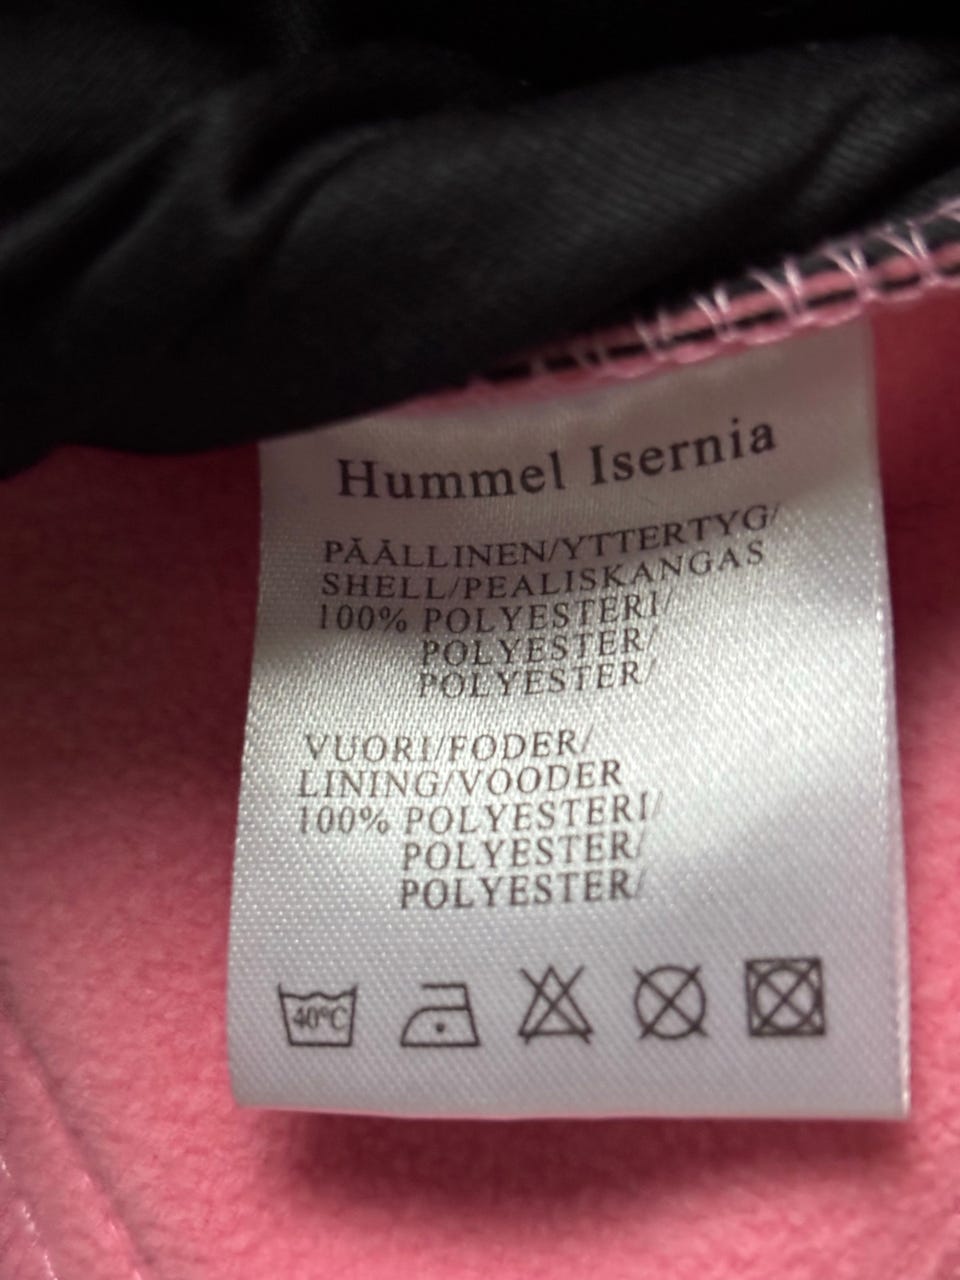 Hummel Isernia
PÄÄLLINEN/YTTERTYG/
SHELL/PEALISKANGAS
100% POLYESTERI/
POLYESTER/
POLYESTER/
VUORI/FODER/
LINING/VOODER
100% POLYESTERI/
POLYESTER/
POLYESTER/
40°C